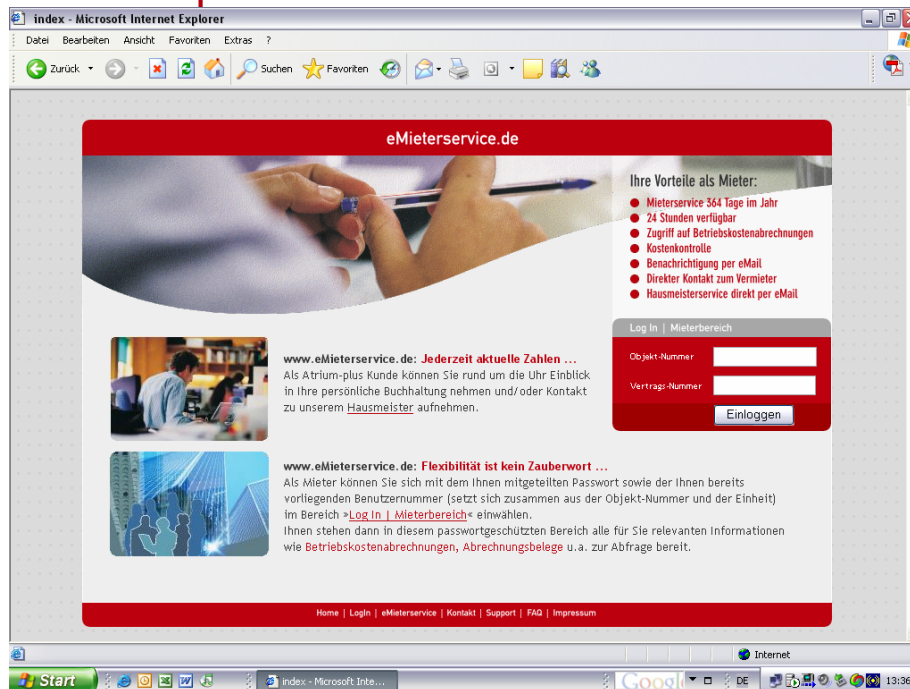 index - Microsoft Internet Explorer
Datei Bearbeiten Ansicht Favoriten Extras ?
Zurück Suchen Favoriten
eMieterservice.de
Ihre Vorteile als Mieter:
Mieterservice 364 Tage im Jahr
24 Stunden verfügbar
Zugriff auf Betriebskostenabrechnungen
Kostenkontrolle
Benachrichtigung per eMail
Direkter Kontakt zum Vermieter
Hausmeisterservice direkt per eMail
Log In | Mieterbereich
Objekt-Nummer
Vertrags-Nummer
Einloggen
www.eMieterservice.de: Jederzeit aktuelle Zahlen ...
Als Atrium-plus Kunde können Sie rund um die Uhr Einblick
in Ihre persönliche Buchhaltung nehmen und/oder Kontakt
zu unserem Hausmeister aufnehmen.
www.eMieterservice.de: Flexibilität ist kein Zauberwort ...
Als Mieter können Sie sich mit dem Ihnen mitgeteilten Passwort sowie der Ihnen bereits
vorliegenden Benutzernummer (setzt sich zusammen aus der Objekt-Nummer und der Einheit)
im Bereich »Log In | Mieterbereich« einwählen.
Ihnen stehen dann in diesem passwortgeschützten Bereich alle für Sie relevanten Informationen
wie Betriebskostenabrechnungen, Abrechnungsbelege u.a. zur Abfrage bereit.
Home | LogIn | eMieterservice | Kontakt | Support | FAQ | Impressum
Internet
Start index - Microsoft Inte... Googl DE 13:36